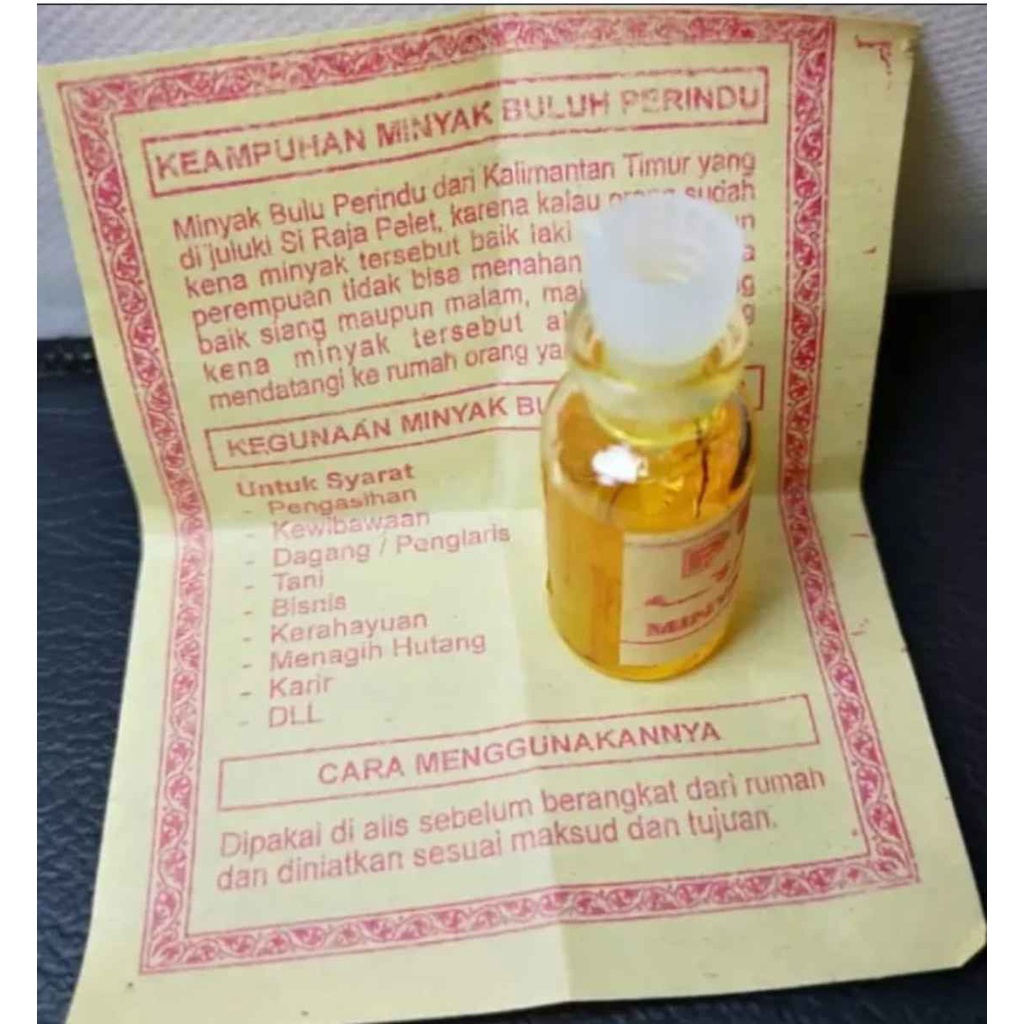 KEAMPUHAN MINYAK BULUH PERINDU
Minyak Bulu Perindu dari Kalimantan Timur yang
di juluki Si Raja Pelet, karena kalau orang sudah
kena minyak tersebut baik laki
perempuan tidak bisa menahan
baik siang maupun malam,
kena minyak tersebut
mendatangi ke rumah orang
KEGUNAAN MINYAK
Untuk Syarat
- Pengasihan
- Kewibawaan
- Dagang / Penglaris
- Tani
- Bisnis
- Kerahayuan
- Menagih Hutang
- Karir
- DLL
CARA MENGGUNAKANNYA
Dipakai di alis sebelum berangkat dari rumah
dan diniatkan sesuai maksud dan tujuan.